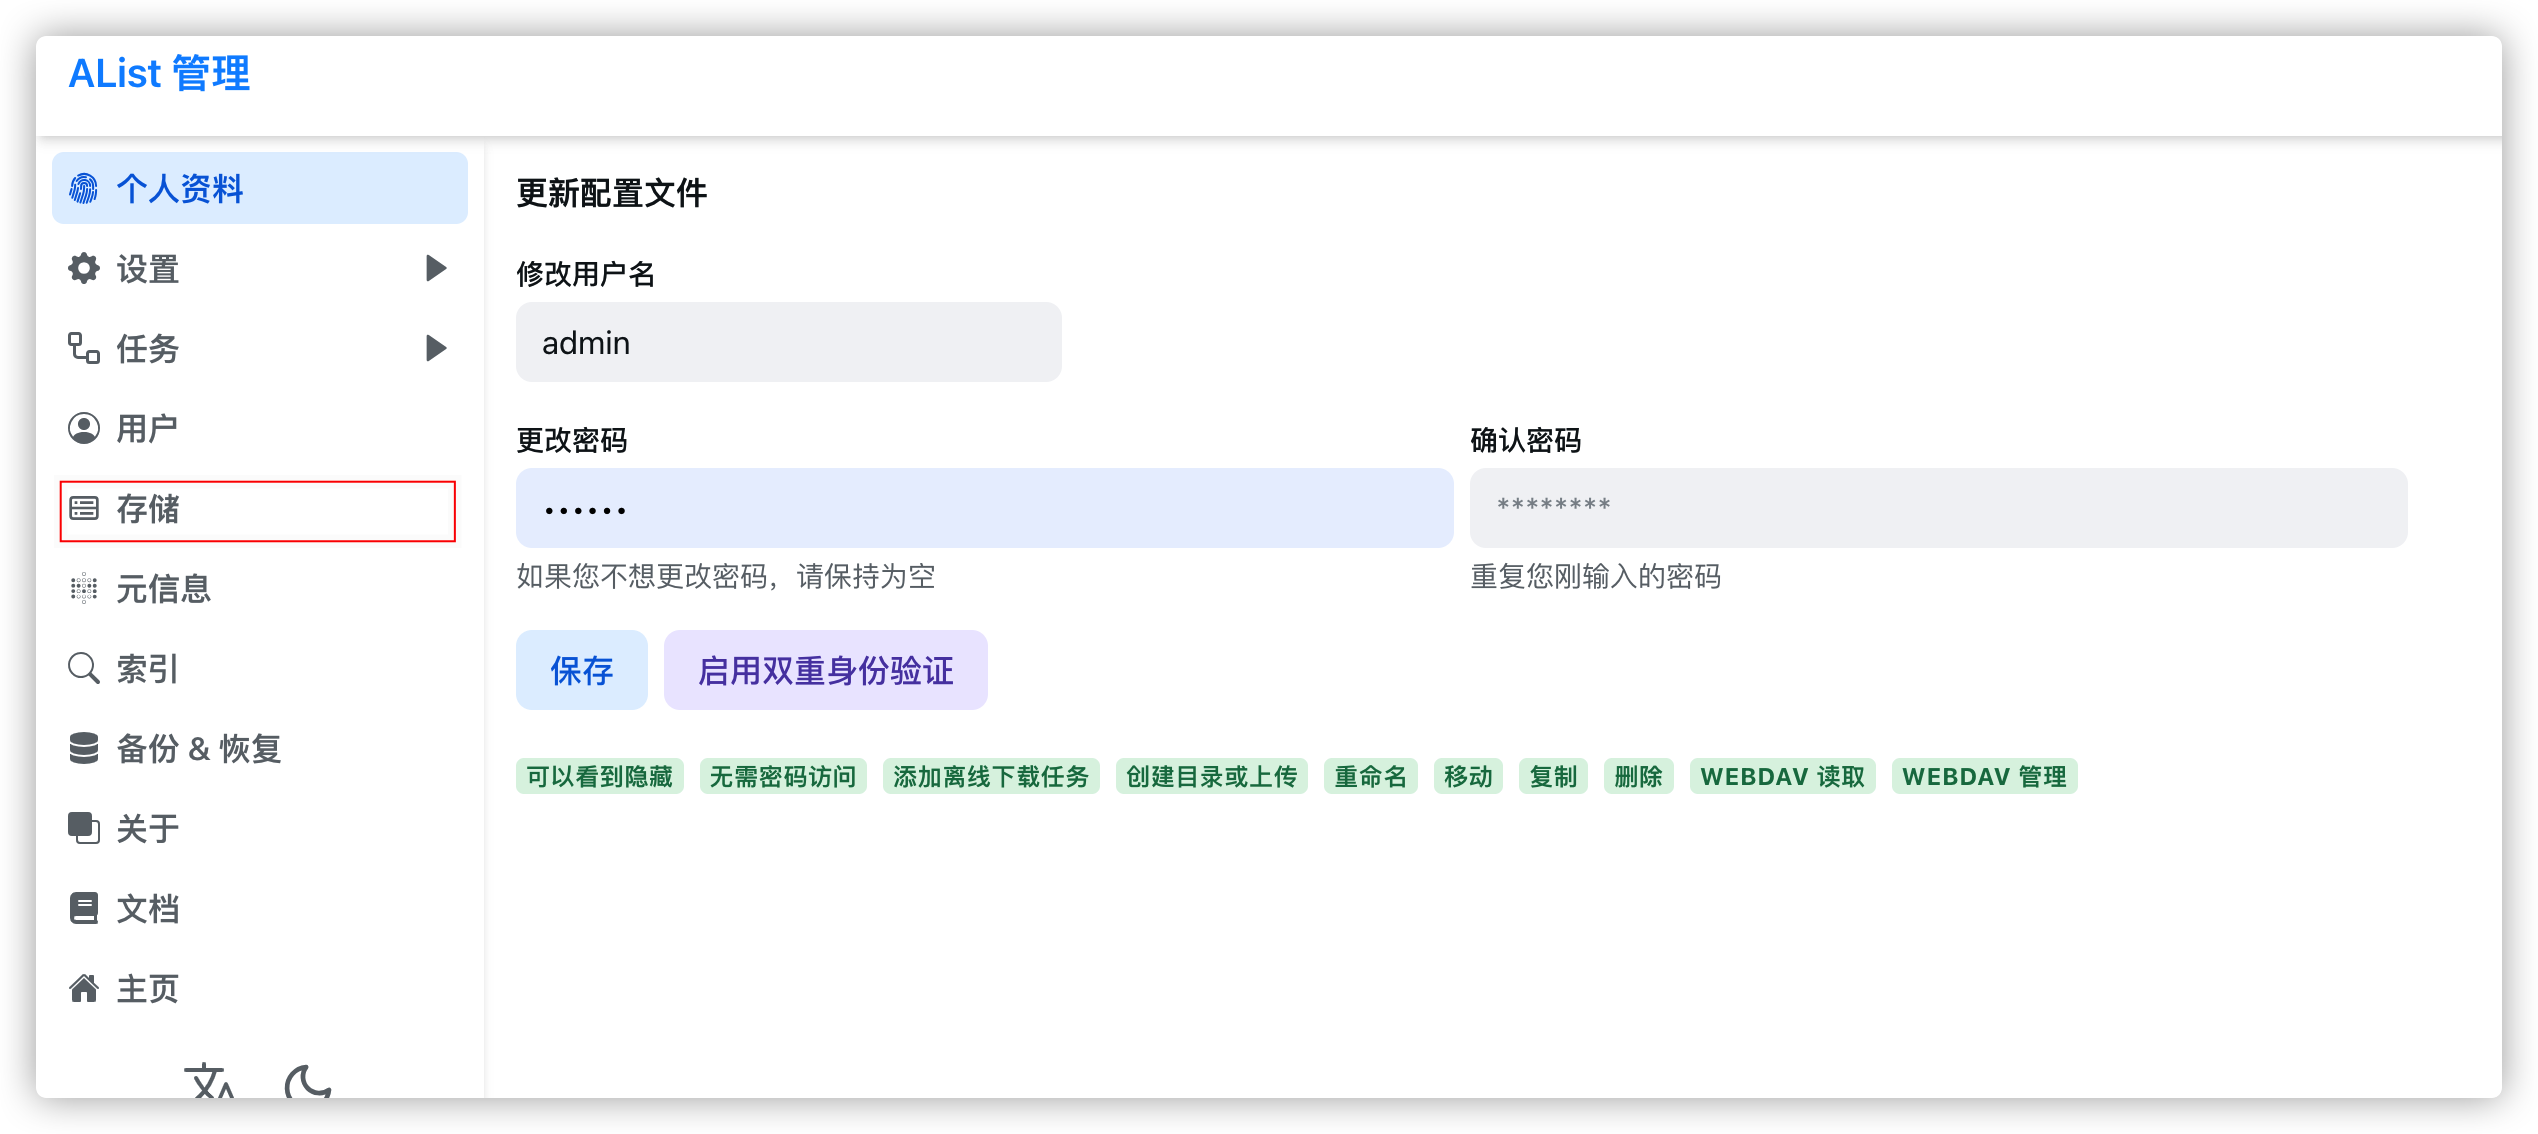 AList 管理
个人资料
设置
任务
用户
存储
元信息
索引
备份 & 恢复
关于
文档
主页
更新配置文件
修改用户名
admin
更改密码
••••••
如果您不想更改密码，请保持为空
确认密码
********
重复您刚输入的密码
保存 启用双重身份验证
可以看到隐藏 无需密码访问 添加离线下载任务 创建目录或上传 重命名 移动 复制 删除 WEBDAV 读取 WEBDAV 管理